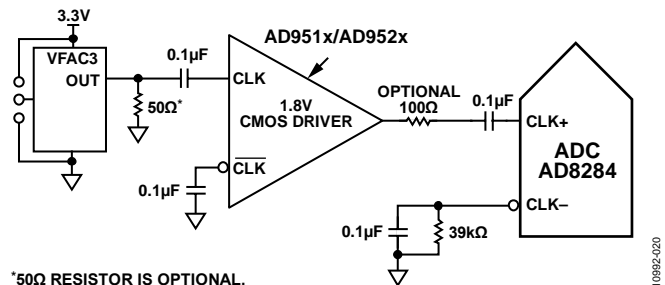 3.3V
VFAC3
OUT
0.1µF
50Ω*
AD951x/AD952x
CLK
1.8V
CMOS DRIVER
CLK
0.1µF
OPTIONAL
100Ω
0.1µF
CLK+
ADC
AD8284
CLK–
0.1µF
39kΩ
*50Ω RESISTOR IS OPTIONAL.
10992-020